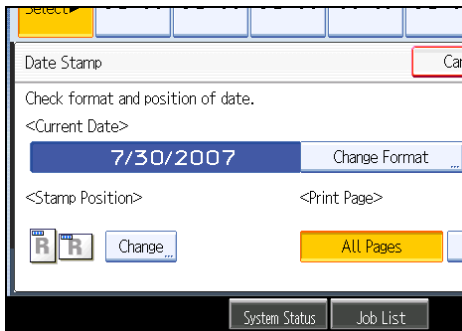 Select
Date Stamp
Check format and position of date.
<Current Date>
7/30/2007
Change Format
<Stamp Position>
<Print Page>
R
R
Change
All Pages
System Status
Job List